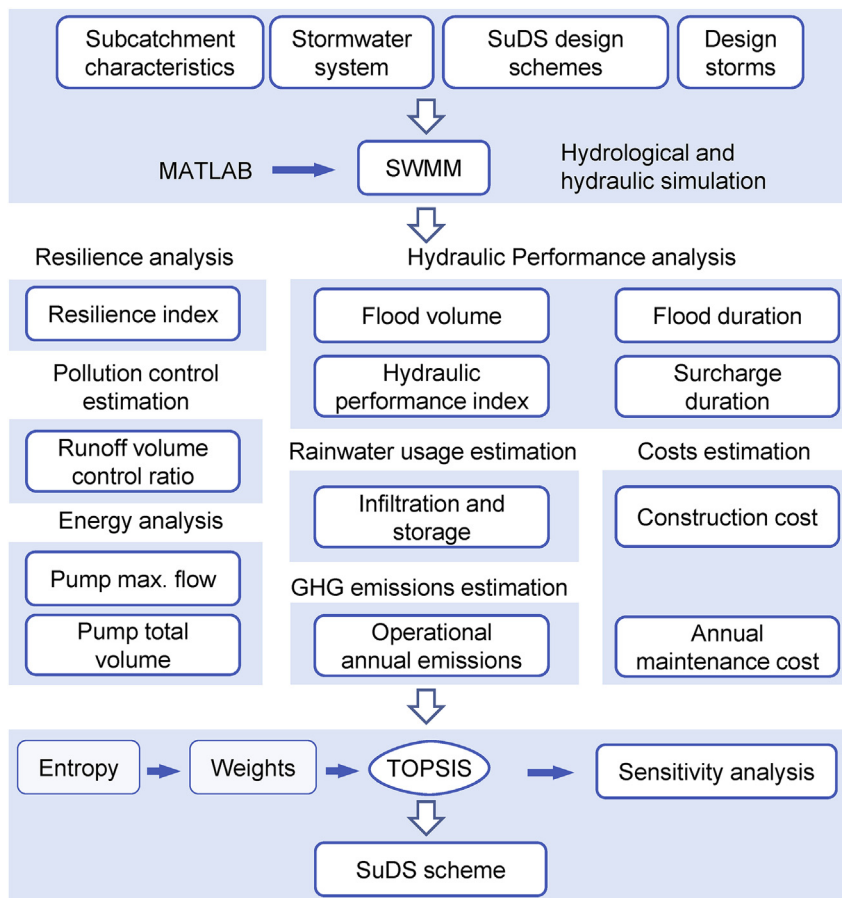 Subcatchment
characteristics
Stormwater
system
SuDS design
schemes
Design
storms
MATLAB
SWMM
Hydrological and
hydraulic simulation
Resilience analysis
Resilience index
Pollution control
estimation
Runoff volume
control ratio
Energy analysis
Pump max. flow
Pump total
volume
Hydraulic Performance analysis
Flood volume
Flood duration
Hydraulic
performance index
Surcharge
duration
Rainwater usage estimation
Infiltration and
storage
GHG emissions estimation
Operational
annual emissions
Costs estimation
Construction cost
Annual
maintenance cost
Entropy
Weights
TOPSIS
Sensitivity analysis
SuDS scheme